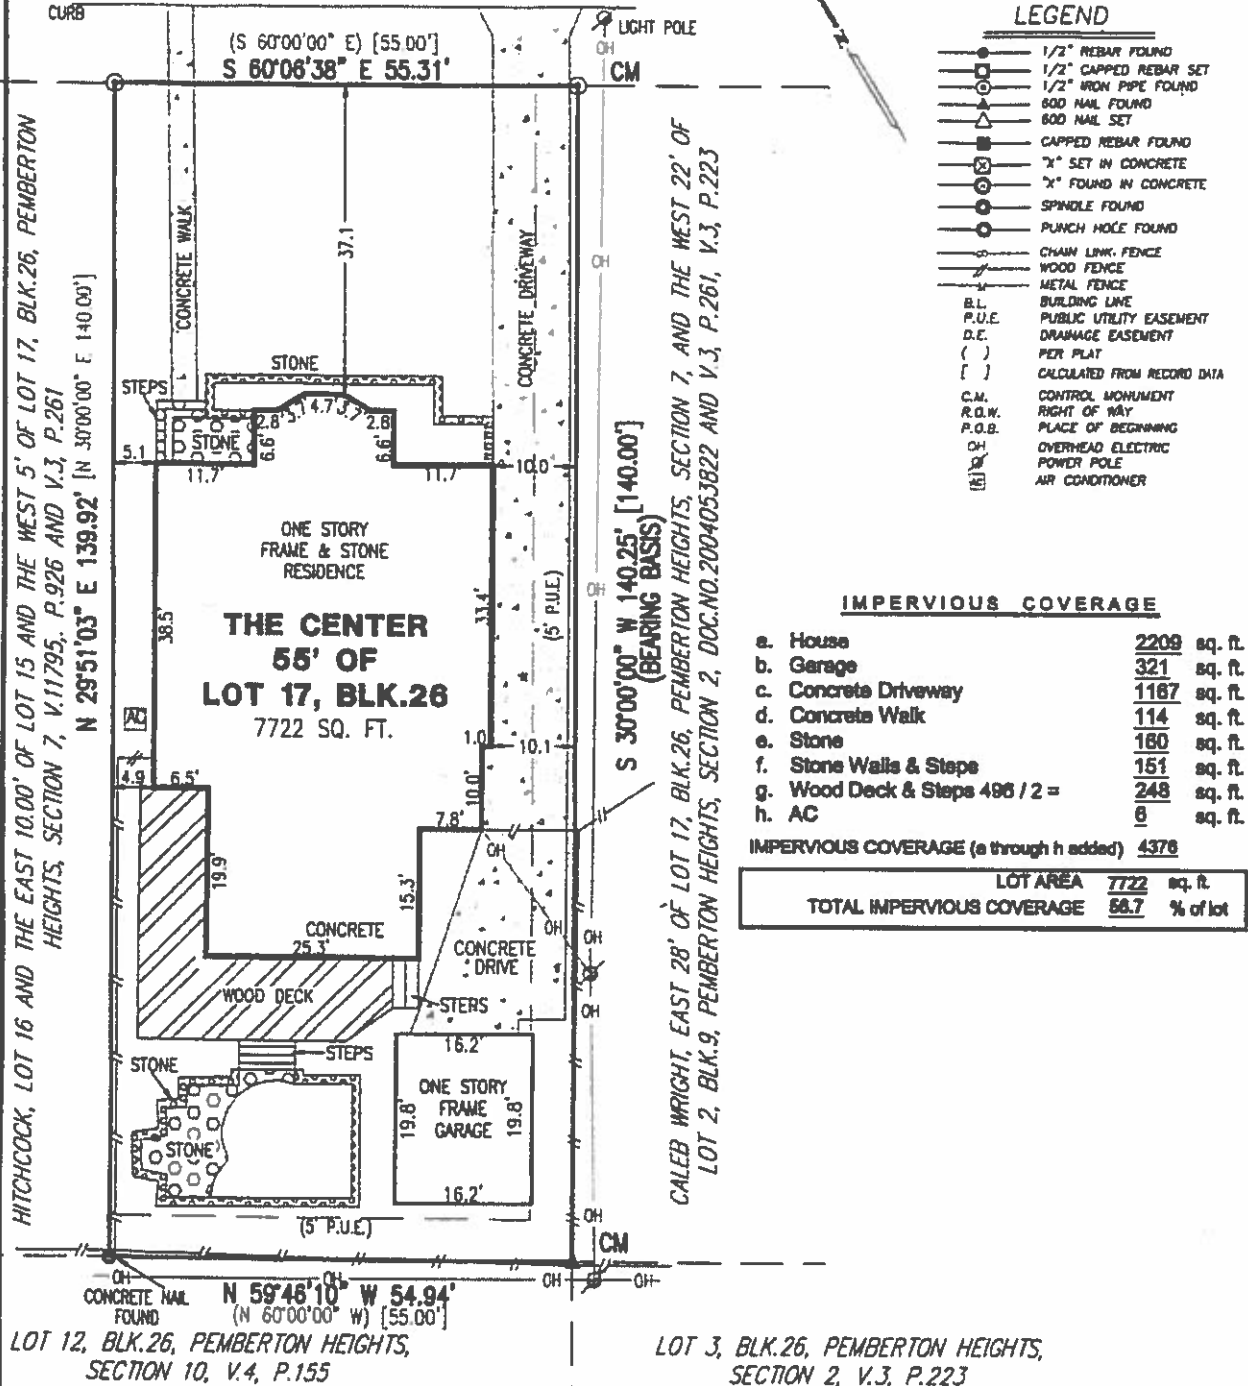 CURB
LIGHT POLE
OH
(S 60°00'00" E) [55.00']
S 60°06'38" E 55.31'
CM
N
CONCRETE WALK
37.1
CONCRETE DRIVEWAY
OH
STONE
STEPS
STONE
2.8'
4.7'
3.7'
2.8'
6.6'
6.6'
5.1
11.7'
11.7'
10.0
HITCHCOCK, LOT 16 AND THE EAST 10.00' OF LOT 15 AND THE WEST 5' OF LOT 17, BLK.26, PEMBERTON
HEIGHTS, SECTION 7, V.11795, P.926 AND V.3, P.261
N 29°51'03" E 139.92' [N 30°00'00" E 140.00']
ONE STORY
FRAME & STONE
RESIDENCE
THE CENTER
55' OF
LOT 17, BLK.26
7722 SQ. FT.
38.5'
33.4'
(5' P.U.E.)
OH
S 30°00'00" W 140.25' [140.00']
(BEARING BASIS)
CALEB WRIGHT, EAST 28' OF LOT 17, BLK.26, PEMBERTON HEIGHTS, SECTION 7, AND THE WEST 22' OF
LOT 2, BLK.9, PEMBERTON HEIGHTS, SECTION 2, DOC.NO.2004053822 AND V.3, P.261, V.3, P.223
AC
1.0
10.1
4.9
6.5'
10.0'
7.8'
OH
19.9'
15.3'
CONCRETE
25.3'
CONCRETE
DRIVE
OH
OH
WOOD DECK
STEPS
OH
16.2'
STEPS
STONE
STONE
ONE STORY
FRAME
GARAGE
19.8'
19.8'
16.2'
(5' P.U.E.)
OH
CM
OH
OH
OH
OH
CONCRETE NAIL
FOUND
N 59°46'10" W 54.94'
(N 60°00'00" W) [55.00']
LOT 12, BLK.26, PEMBERTON HEIGHTS,
SECTION 10, V.4, P.155
LOT 3, BLK.26, PEMBERTON HEIGHTS,
SECTION 2, V.3, P.223
LEGEND
1/2" REBAR FOUND
1/2" CAPPED REBAR SET
1/2" IRON PIPE FOUND
60D NAIL FOUND
60D NAIL SET
CAPPED REBAR FOUND
"X" SET IN CONCRETE
"X" FOUND IN CONCRETE
SPINDLE FOUND
PUNCH HOLE FOUND
CHAIN LINK FENCE
WOOD FENCE
METAL FENCE
B.L. BUILDING LINE
P.U.E. PUBLIC UTILITY EASEMENT
D.E. DRAINAGE EASEMENT
( ) PER PLAT
[ ] CALCULATED FROM RECORD DATA
C.M. CONTROL MONUMENT
R.O.W. RIGHT OF WAY
P.O.B. PLACE OF BEGINNING
OH OVERHEAD ELECTRIC
POWER POLE
AIR CONDITIONER
IMPERVIOUS COVERAGE
a. House 2209 sq. ft.
b. Garage 321 sq. ft.
c. Concrete Driveway 1167 sq. ft.
d. Concrete Walk 114 sq. ft.
e. Stone 160 sq. ft.
f. Stone Walls & Steps 151 sq. ft.
g. Wood Deck & Steps 496 / 2 = 248 sq. ft.
h. AC 6 sq. ft.
IMPERVIOUS COVERAGE (a through h added) 4376
LOT AREA 7722 sq. ft.
TOTAL IMPERVIOUS COVERAGE 56.7 % of lot